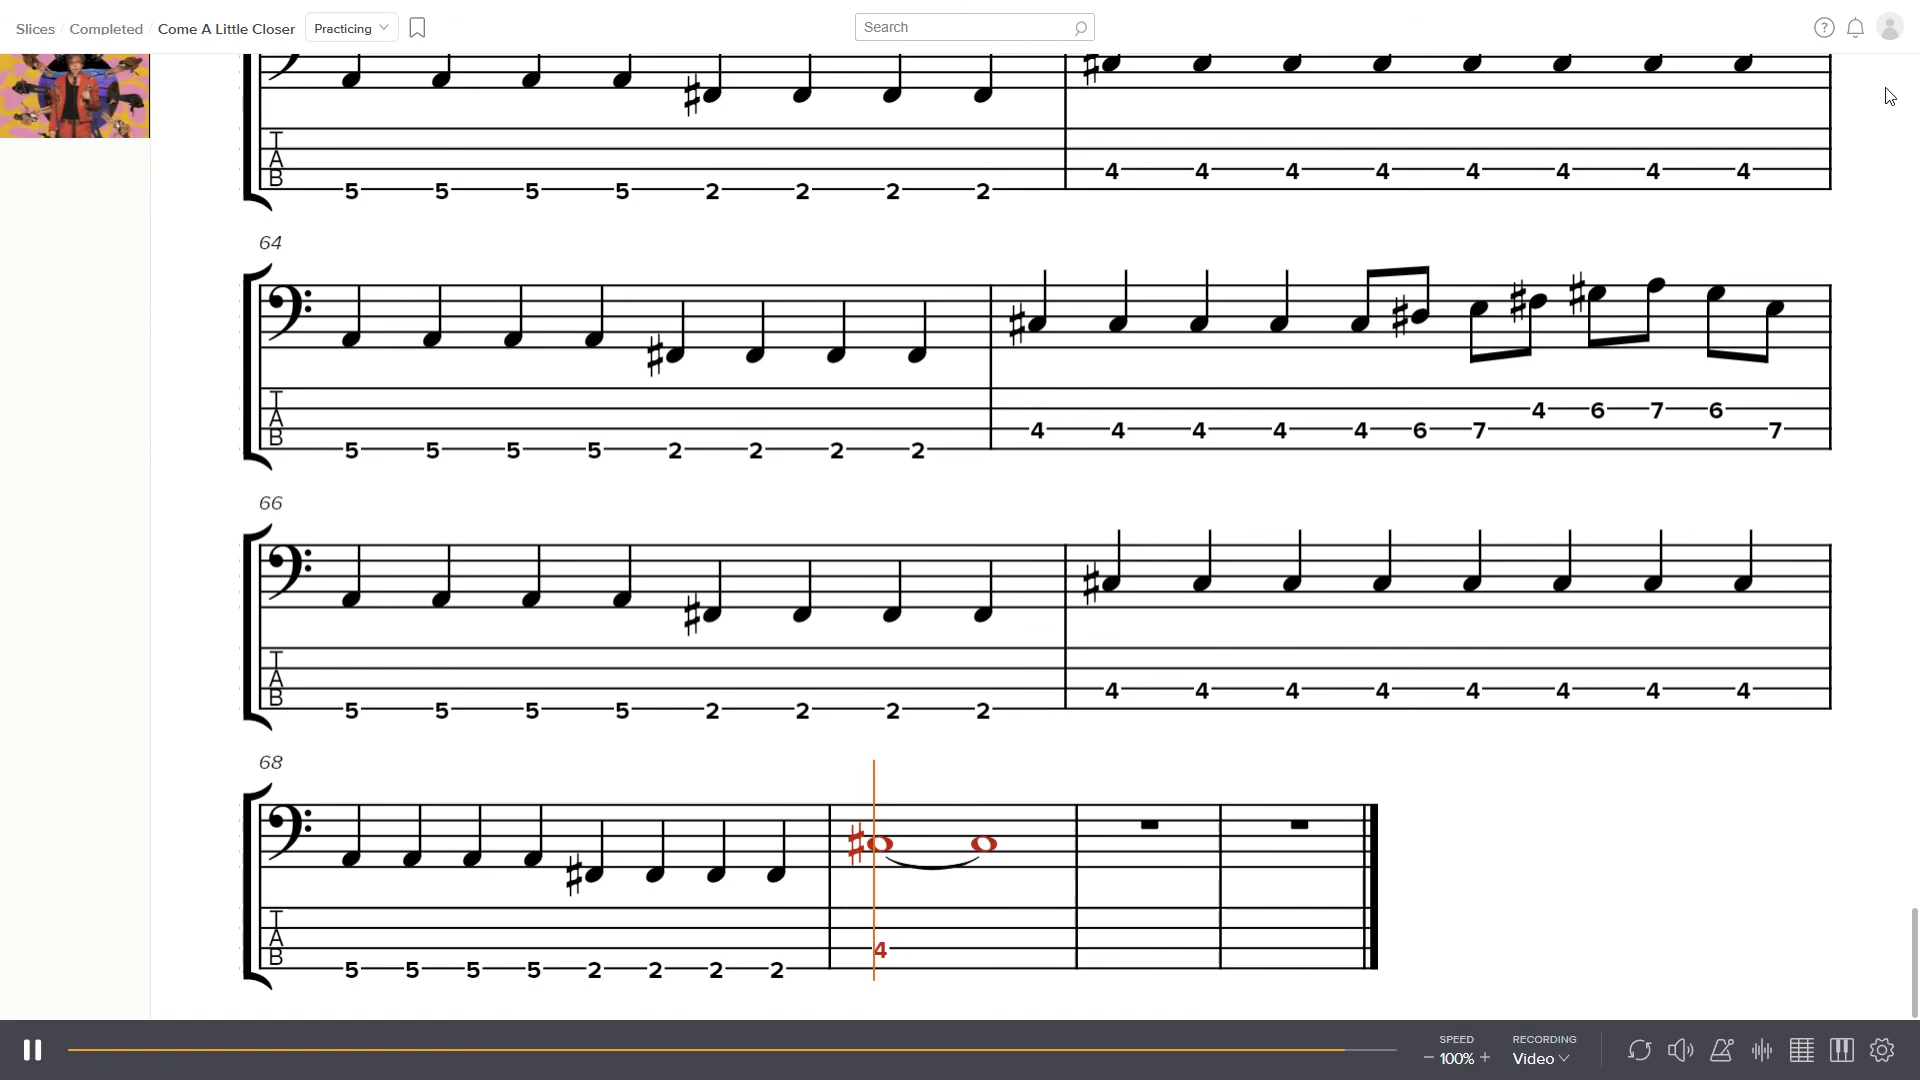 Slices / Completed / Come A Little Closer Practicing
Search
?
T
A
B
5 5 5 5 2 2 2 2 4 4 4 4 4 4 4 4
64
T
A
B
4 6 7 6
4 4 4 4 4 6 7 7
5 5 5 5 2 2 2 2
66
T
A
B
4 4 4 4 4 4 4 4
5 5 5 5 2 2 2 2
68
T
A
B
4
5 5 5 5 2 2 2 2
SPEED RECORDING
− 100% + Video